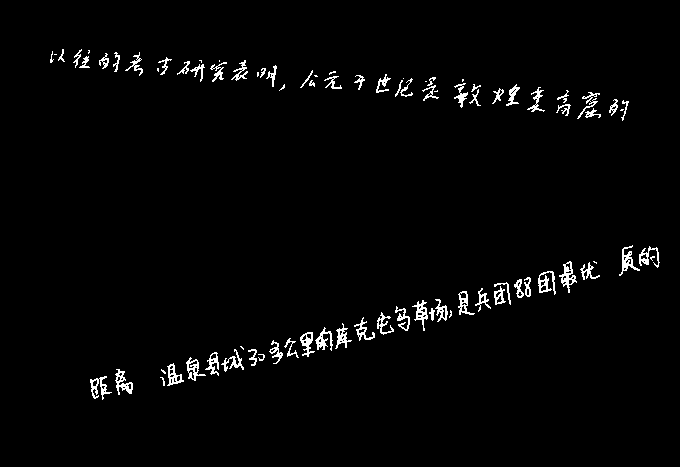 以往的考古研究表明，公元于世纪是敦煌莫高窟的
距离 温泉县城30多公里的库克它乌草场，是兵团88团最优 质的